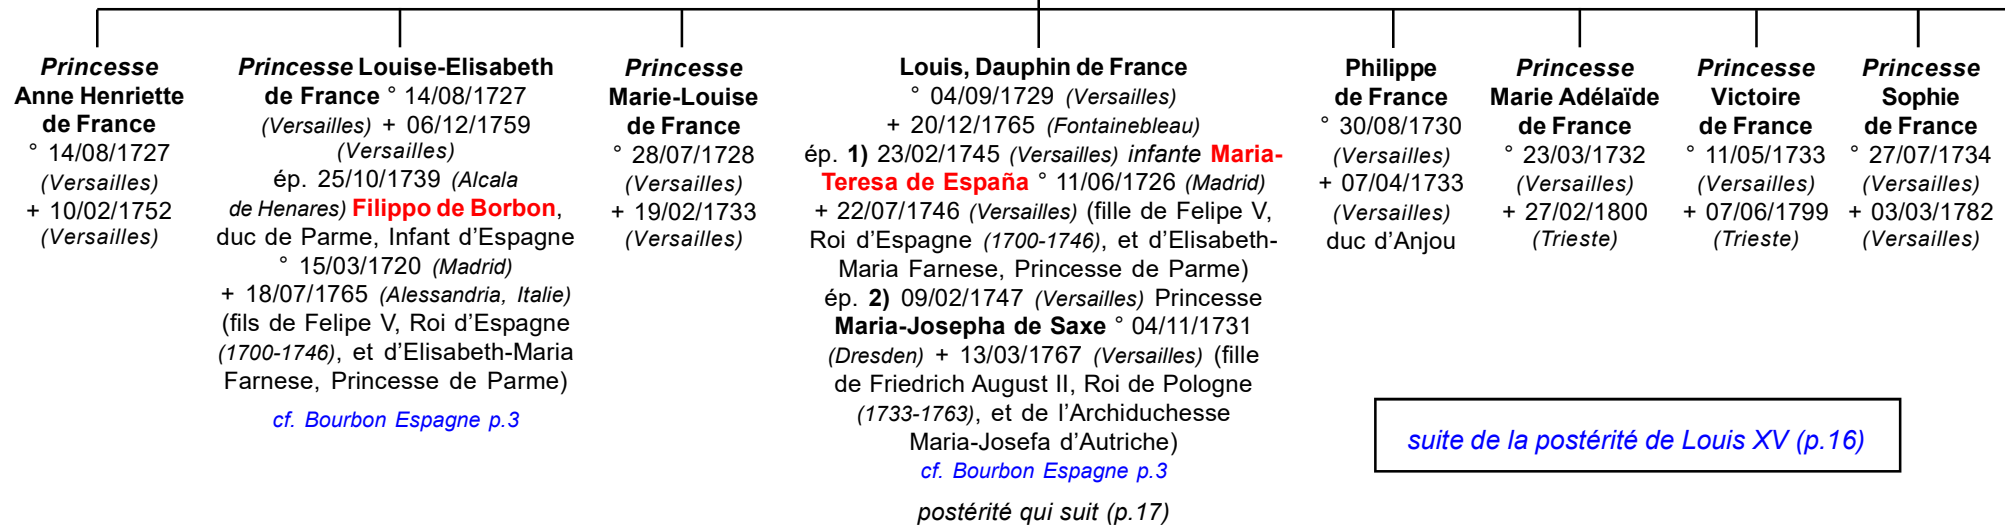 Princesse
Anne Henriette
de France
° 14/08/1727
(Versailles)
+ 10/02/1752
(Versailles)
Princesse Louise-Elisabeth
de France ° 14/08/1727
(Versailles) + 06/12/1759
(Versailles)
ép. 25/10/1739 (Alcala
de Henares) Filippo de Borbon,
duc de Parme, Infant d’Espagne
° 15/03/1720 (Madrid)
+ 18/07/1765 (Alessandria, Italie)
(fils de Felipe V, Roi d’Espagne
(1700-1746), et d’Elisabeth-Maria
Farnese, Princesse de Parme)
cf. Bourbon Espagne p.3
Princesse
Marie-Louise
de France
° 28/07/1728
(Versailles)
+ 19/02/1733
(Versailles)
Louis, Dauphin de France
° 04/09/1729 (Versailles)
+ 20/12/1765 (Fontainebleau)
ép. 1) 23/02/1745 (Versailles) infante Maria-
Teresa de España ° 11/06/1726 (Madrid)
+ 22/07/1746 (Versailles) (fille de Felipe V,
Roi d’Espagne (1700-1746), et d’Elisabeth-
Maria Farnese, Princesse de Parme)
ép. 2) 09/02/1747 (Versailles) Princesse
Maria-Josepha de Saxe ° 04/11/1731
(Dresden) + 13/03/1767 (Versailles) (fille
de Friedrich August II, Roi de Pologne
(1733-1763), et de l’Archiduchesse
Maria-Josefa d’Autriche)
cf. Bourbon Espagne p.3
postérité qui suit (p.17)
Philippe
de France
° 30/08/1730
(Versailles)
+ 07/04/1733
(Versailles)
duc d’Anjou
Princesse
Marie Adélaïde
de France
° 23/03/1732
(Versailles)
+ 27/02/1800
(Trieste)
Princesse
Victoire
de France
° 11/05/1733
(Versailles)
+ 07/06/1799
(Trieste)
Princesse
Sophie
de France
° 27/07/1734
(Versailles)
+ 03/03/1782
(Versailles)
suite de la postérité de Louis XV (p.16)